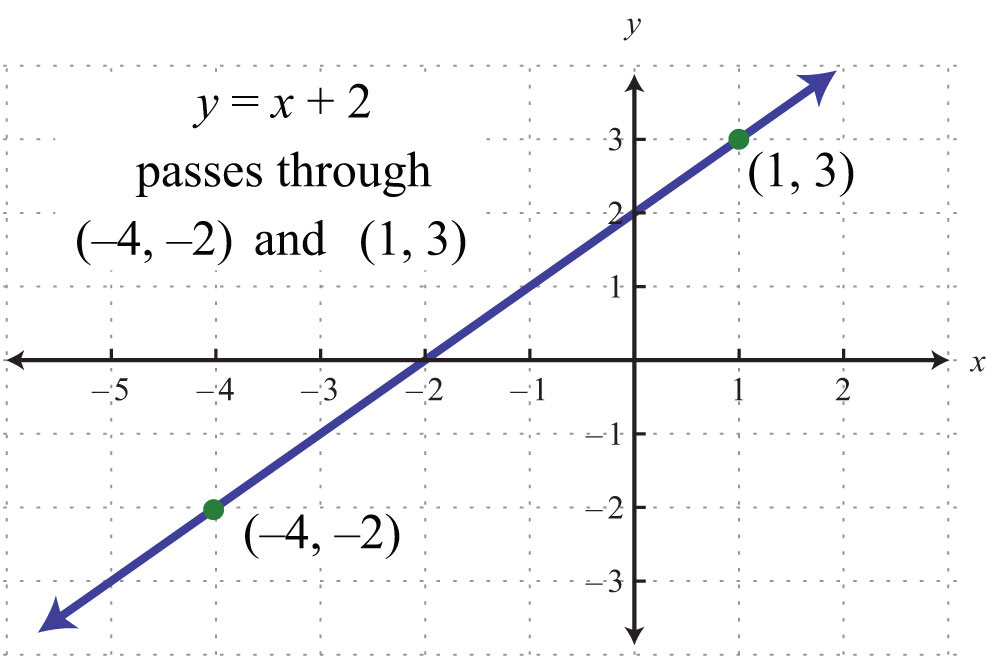 y
y = x + 2
passes through
(–4, –2) and (1, 3)
3
(1, 3)
2
1
x
–5 –4 –3 –2 –1 1 2
–1
–2
(–4, –2)
–3